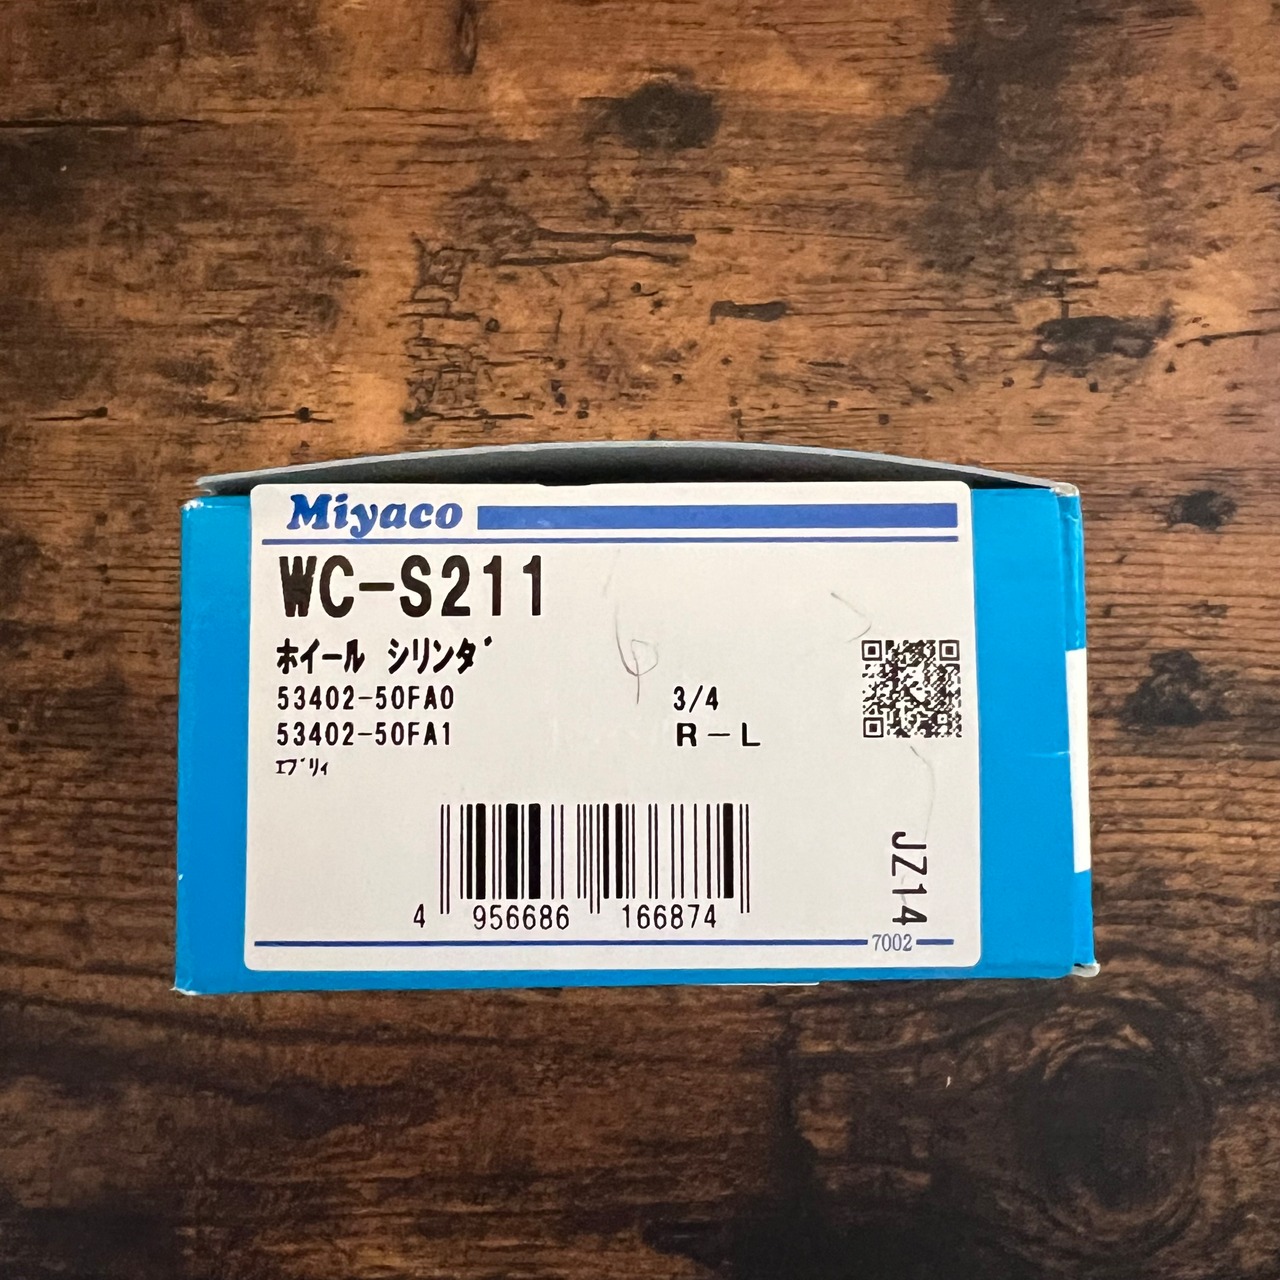 Miyaco
WC-S211
ホイール シリンダ゛
53402-50FA0 3/4
53402-50FA1 R-L
ｴﾌﾞﾘｨ
JZ14
4 956686 166874
7002